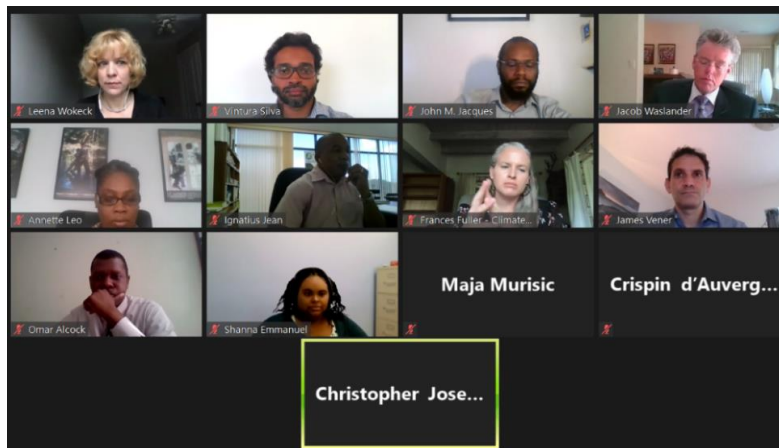 Leena Wokeck
Vintura Silva
John M. Jacques
Jacob Waslander
Annette Leo
Ignatius Jean
Frances Fuller - Climate...
James Vener
Omar Alcock
Shanna Emmanuel
Maja Murisic
Crispin d'Auverg...
Christopher Jose...